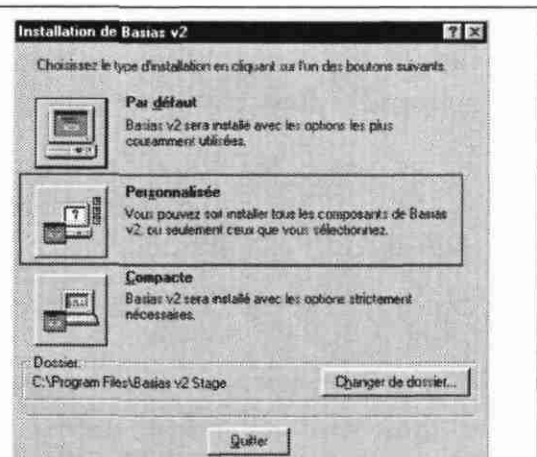 Installation de Basias v2
Choisissez le type d'installation en cliquant sur l'un des boutons suivants.
Par défaut
Basias v2 sera installé avec les options les plus
couramment utilisées.
Personnalisée
Vous pouvez soit installer tous les composants de Basias
v2, ou seulement ceux que vous sélectionnez.
Compacte
Basias v2 sera installé avec les options strictement
nécessaires.
Dossier:
C:\Program Files\Basias v2 Stage
Changer de dossier...
Quitter